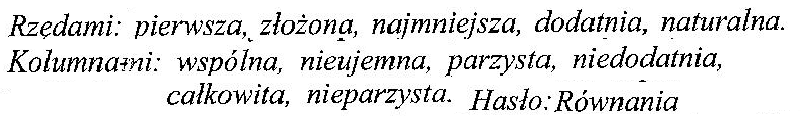 Rzędami: pierwsza, złożona, najmniejsza, dodatnia, naturalna.
Kolumnami: wspólna, nieujemna, parzysta, niedodatnia,
całkowita, nieparzysta. Hasło: Równania